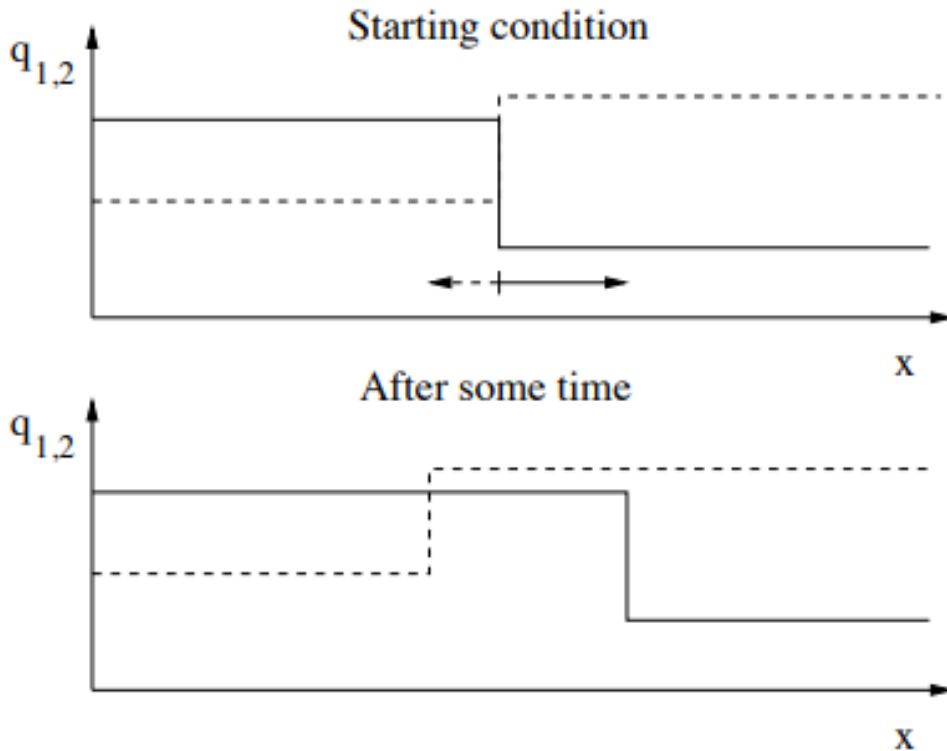 Starting condition
q1,2
x
After some time
q1,2
x